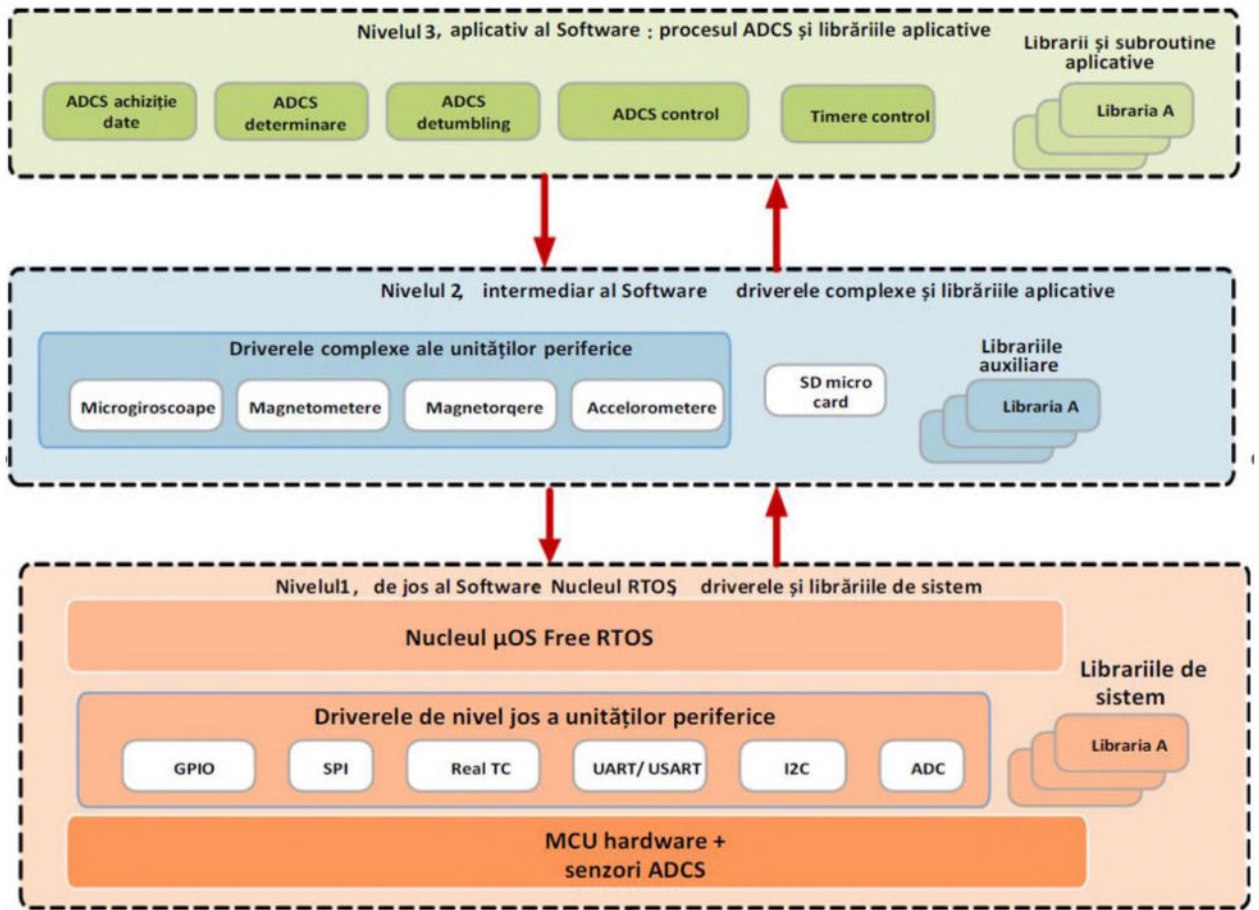 Nivelul 3, aplicativ al Software : procesul ADCS și librăriile aplicative
Librarii și subroutine
aplicative
ADCS achiziție
date
ADCS
determinare
ADCS
detumbling
ADCS control
Timere control
Libraria A
Nivelul 2, intermediar al Software driverele complexe și librăriile aplicative
Driverele complexe ale unităților periferice
Microgiroscoape
Magnetometere
Magnetorqere
Accelorometere
SD micro
card
Librariile
auxiliare
Libraria A
Nivelul1, de jos al Software Nucleul RTOS, driverele și librăriile de sistem
Nucleul µOS Free RTOS
Driverele de nivel jos a unităților periferice
GPIO
SPI
Real TC
UART/ USART
I2C
ADC
Librariile de
sistem
Libraria A
MCU hardware +
senzori ADCS